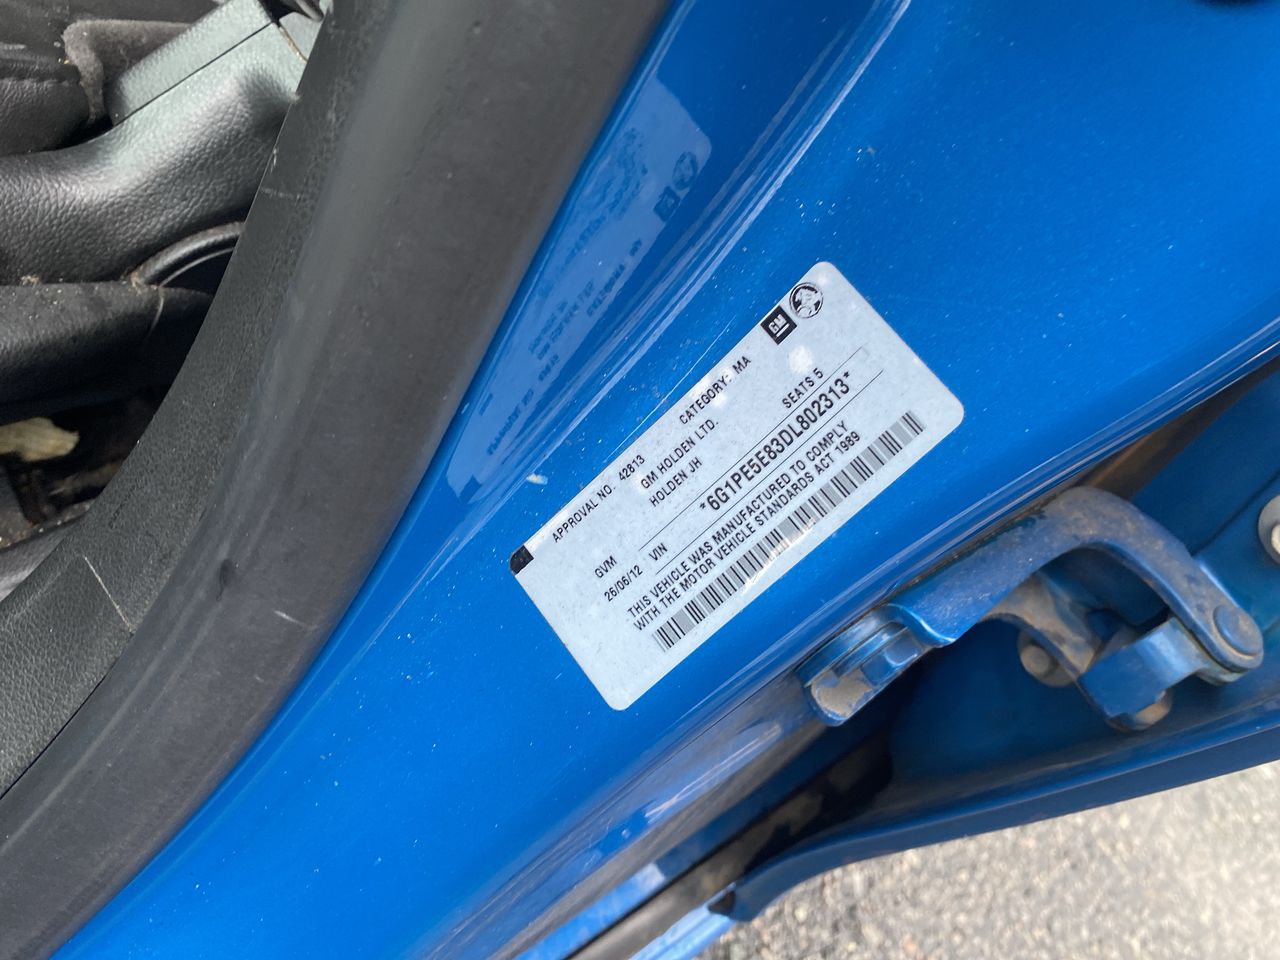 APPROVAL NO. 42813 CATEGORY: MA
GM
GM HOLDEN LTD.
HOLDEN JH
GVM SEATS 5
26/06/12 VIN *6G1PE5E83DL802313*
THIS VEHICLE WAS MANUFACTURED TO COMPLY
WITH THE MOTOR VEHICLE STANDARDS ACT 1989